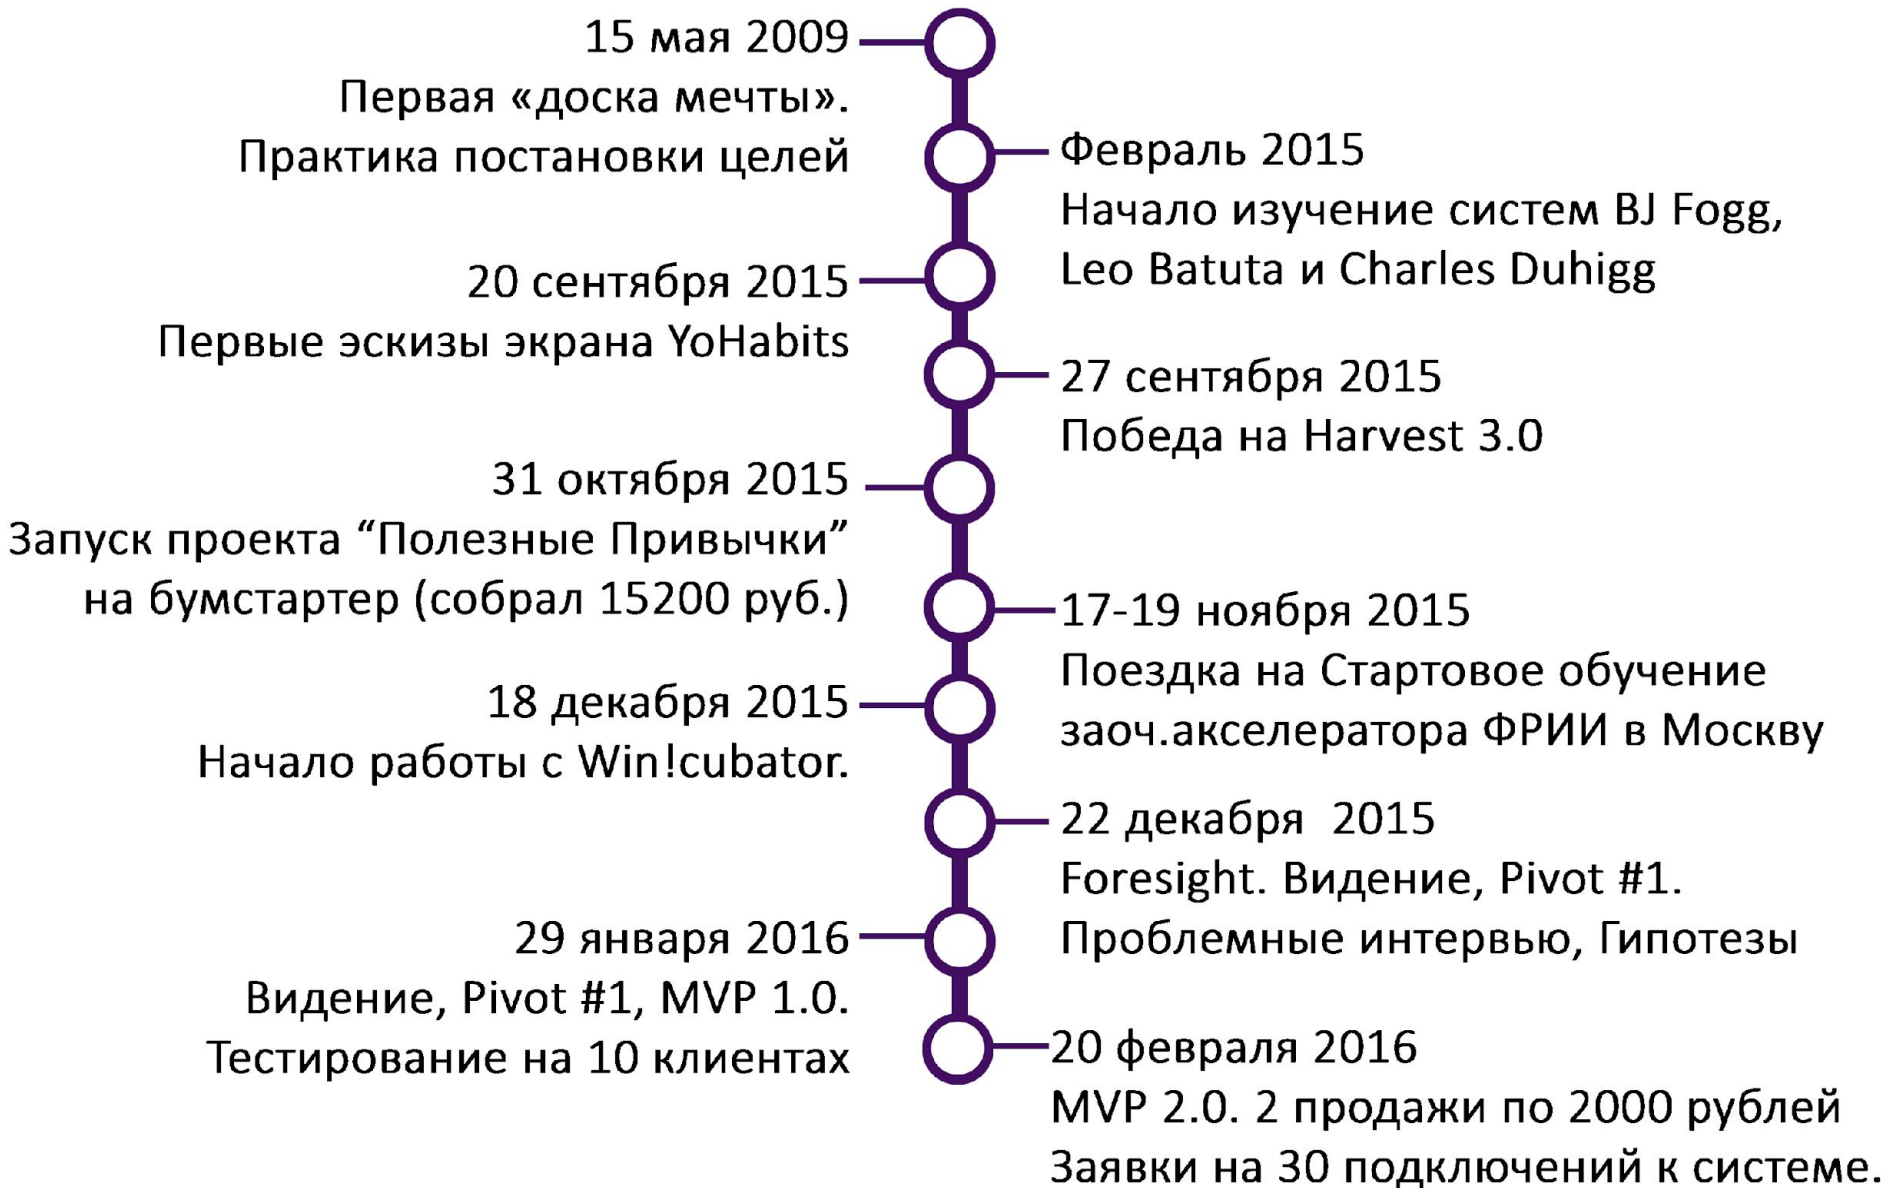 15 мая 2009
Первая «доска мечты».
Практика постановки целей
Февраль 2015
Начало изучение систем BJ Fogg,
Leo Batuta и Charles Duhigg
20 сентября 2015
Первые эскизы экрана YoHabits
27 сентября 2015
Победа на Harvest 3.0
31 октября 2015
Запуск проекта “Полезные Привычки”
на бумстартер (собрал 15200 руб.)
17-19 ноября 2015
Поездка на Стартовое обучение
заоч.акселератора ФРИИ в Москву
18 декабря 2015
Начало работы с Win!cubator.
22 декабря  2015
Foresight. Видение, Pivot #1.
Проблемные интервью, Гипотезы
29 января 2016
Видение, Pivot #1, MVP 1.0.
Тестирование на 10 клиентах
20 февраля 2016
MVP 2.0. 2 продажи по 2000 рублей
Заявки на 30 подключений к системе.